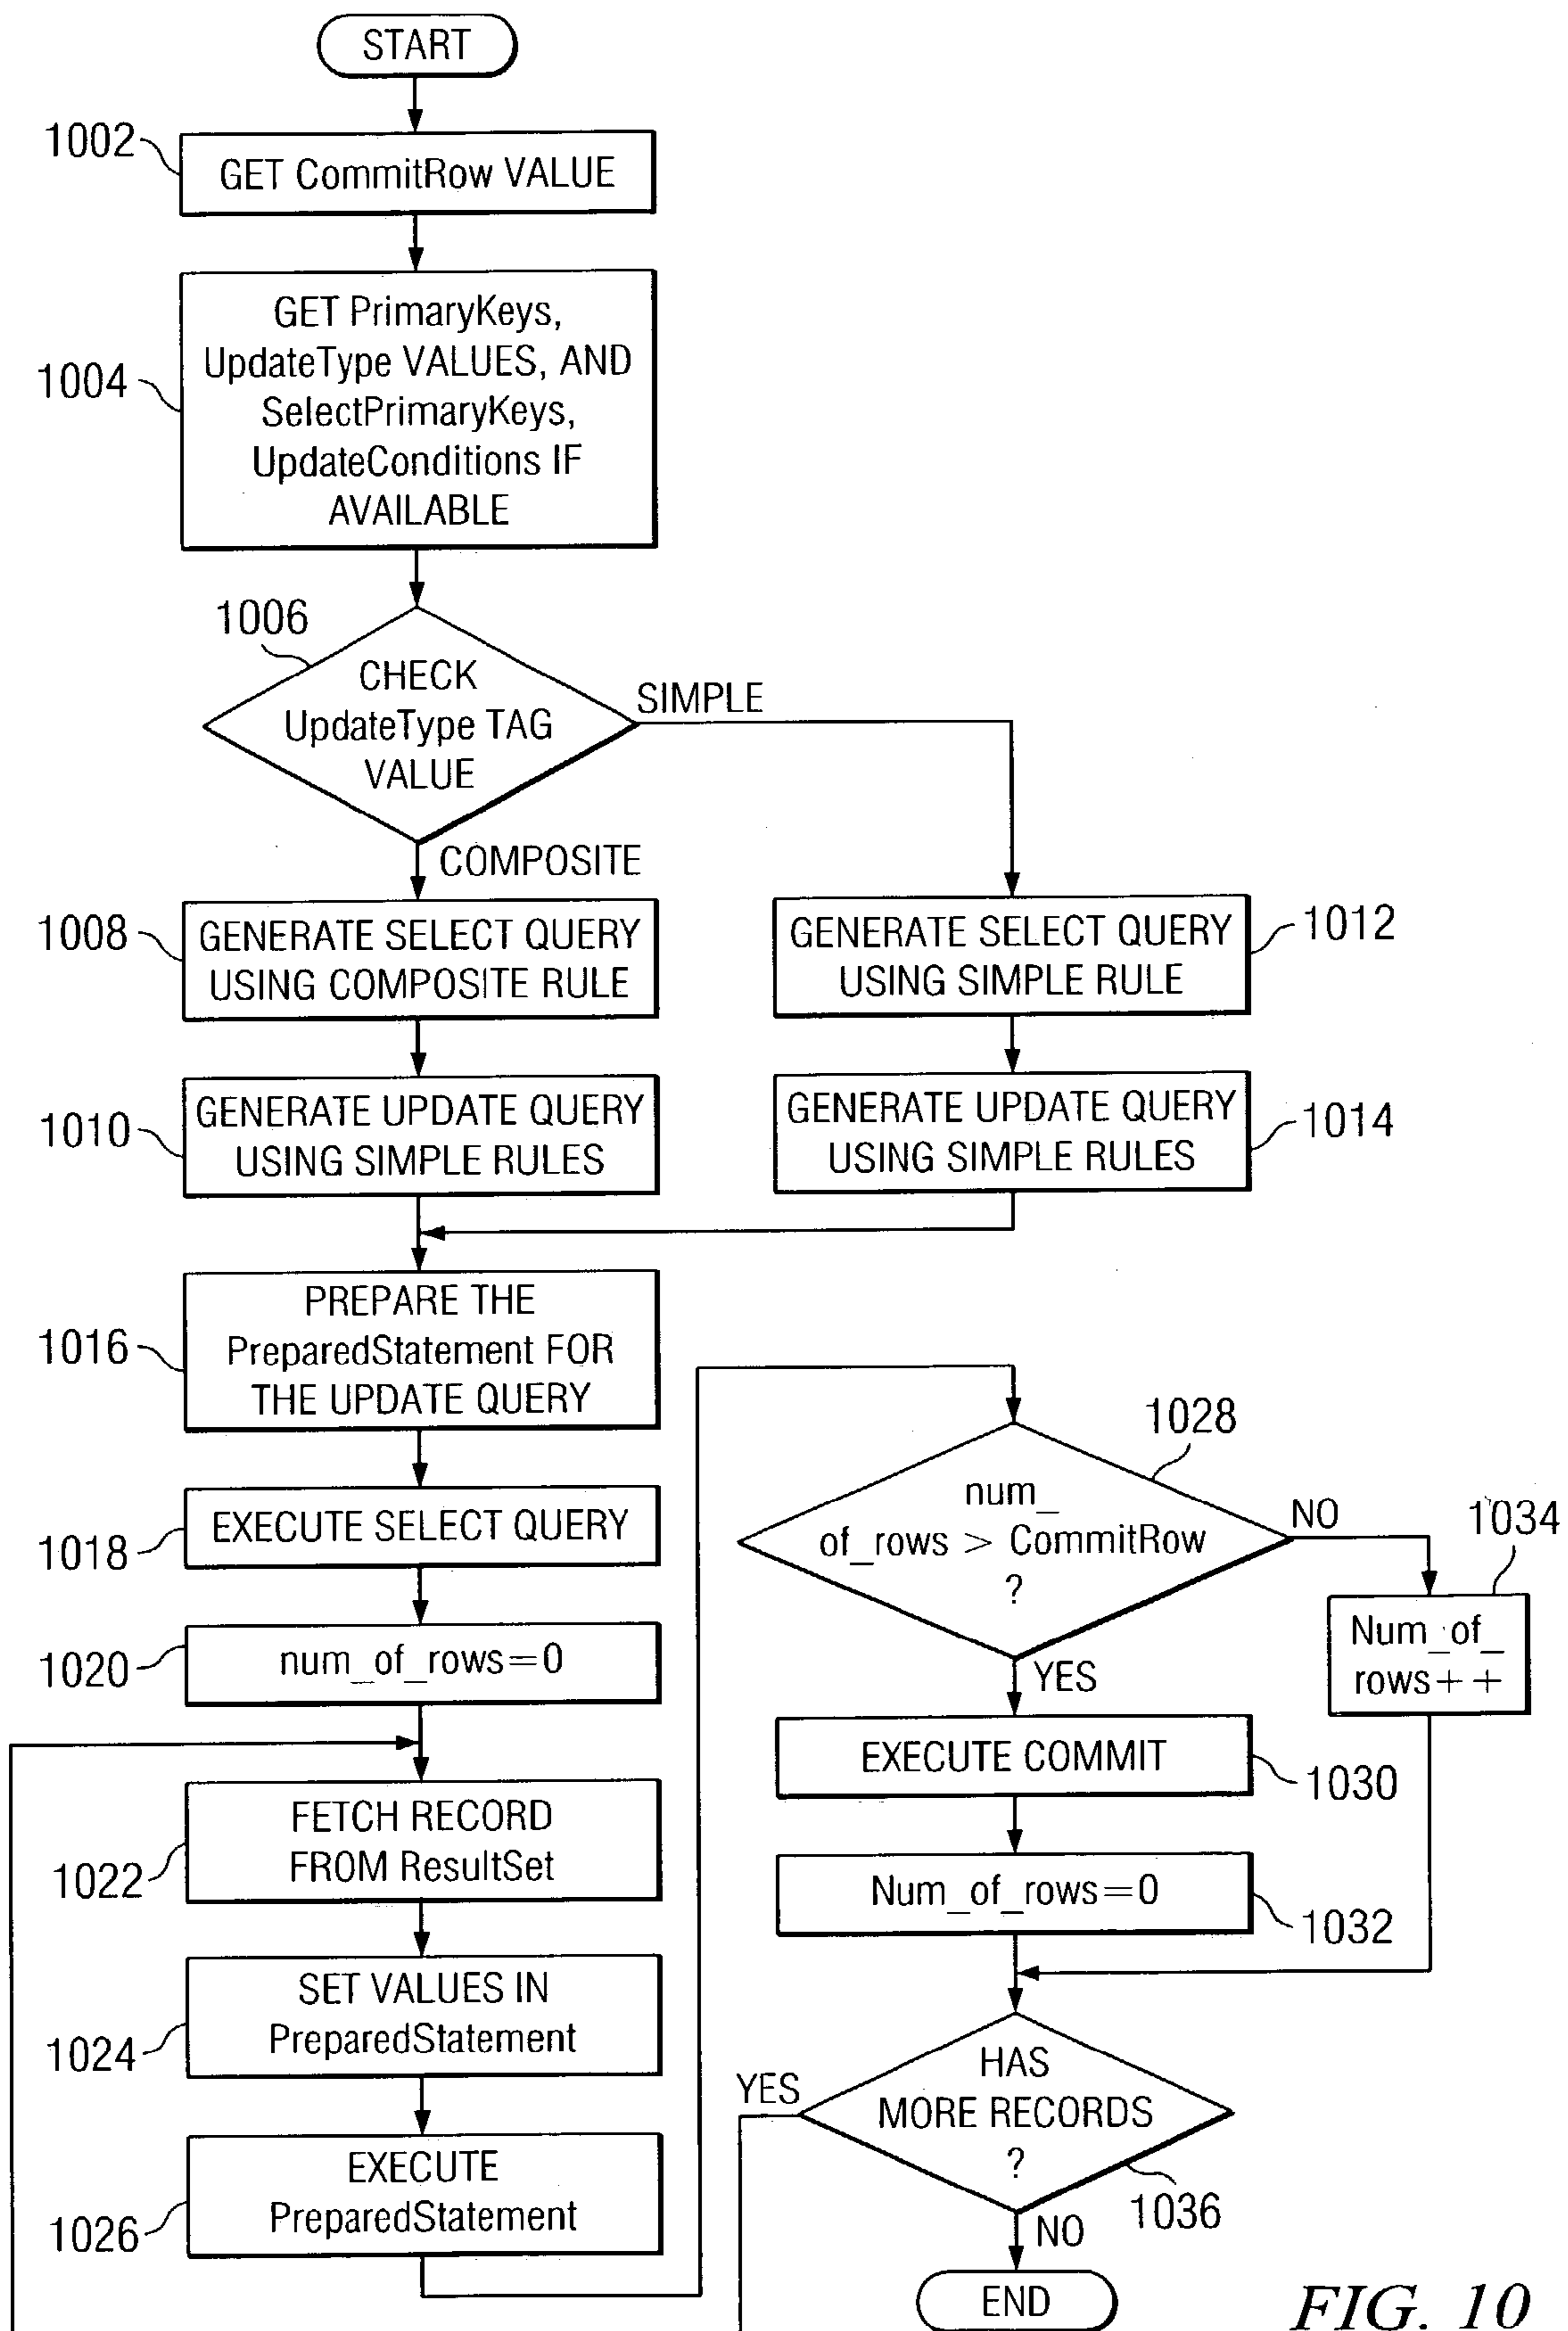 START
1002
GET CommitRow VALUE
1004
GET PrimaryKeys,
UpdateType VALUES, AND
SelectPrimaryKeys,
UpdateConditions IF
AVAILABLE
1006
CHECK
UpdateType TAG
VALUE
SIMPLE
COMPOSITE
1008
GENERATE SELECT QUERY
USING COMPOSITE RULE
GENERATE SELECT QUERY
USING SIMPLE RULE
1012
1010
GENERATE UPDATE QUERY
USING SIMPLE RULES
GENERATE UPDATE QUERY
USING SIMPLE RULES
1014
1016
PREPARE THE
PreparedStatement FOR
THE UPDATE QUERY
1018
EXECUTE SELECT QUERY
1020
num_of_rows=0
1022
FETCH RECORD
FROM ResultSet
1024
SET VALUES IN
PreparedStatement
1026
EXECUTE
PreparedStatement
1028
num_
of_rows > CommitRow
?
NO
1034
Num_of_
rows++
YES
EXECUTE COMMIT
1030
Num_of_rows=0
1032
HAS
MORE RECORDS
?
YES
1036
NO
END
FIG. 10